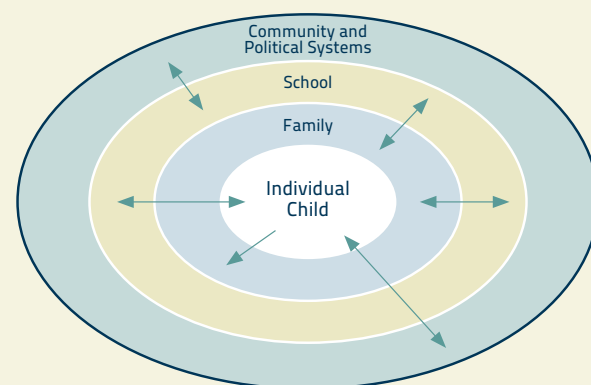 Community and
Political Systems
School
Family
Individual
Child